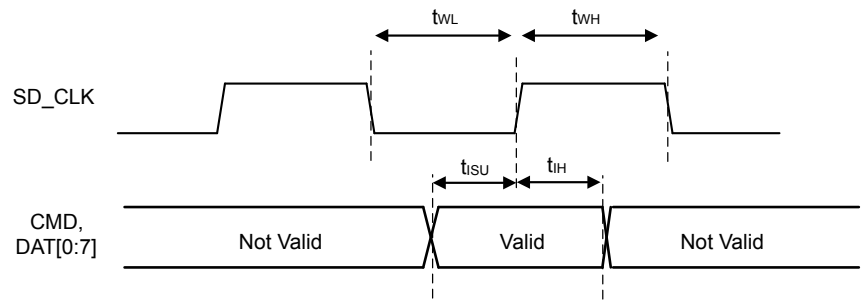 tWL
tWH
SD_CLK
tISU
tIH
CMD,
DAT[0:7]
Not Valid
Valid
Not Valid